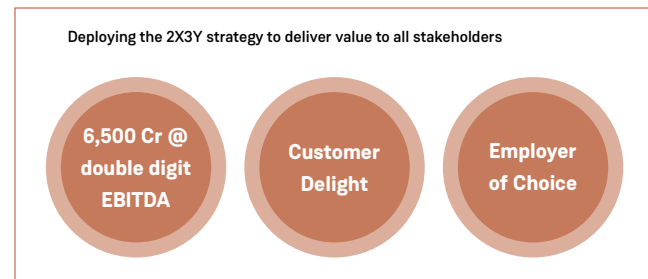 Deploying the 2X3Y strategy to deliver value to all stakeholders
6,500 Cr @
double digit
EBITDA
Customer
Delight
Employer
of Choice